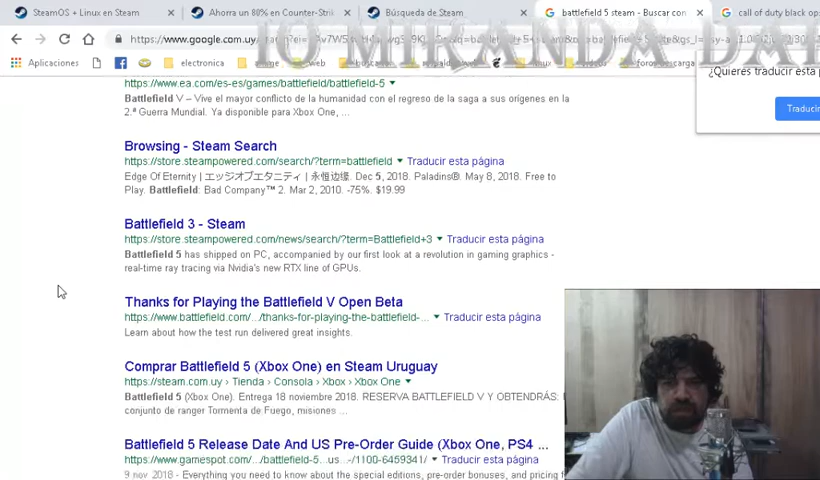 SteamOS + Linux en Steam
Ahorra un 80% en Counter-Strik
Búsqueda de Steam
battlefield 5 steam - Buscar con
call of duty black ops
https://www.google.com.uy
Aplicaciones
electronica
foros
¿Quieres traducir esta p
Traducir
https://www.ea.com/es-es/games/battlefield/battlefield-5
Battlefield V – Vive el mayor conflicto de la humanidad con el regreso de la saga a sus orígenes en la
2.ª Guerra Mundial. Ya disponible para Xbox One, ...
Browsing - Steam Search
https://store.steampowered.com/search/?term=battlefield Traducir esta página
Edge Of Eternity | エッジオブエタニティ | 永恒边缘. Dec 5, 2018. Paladins®. May 8, 2018. Free to
Play. Battlefield: Bad Company™ 2. Mar 2, 2010. -75%. $19.99
Battlefield 3 - Steam
https://store.steampowered.com/news/search/?term=Battlefield+3 Traducir esta página
Battlefield 5 has shipped on PC, accompanied by our first look at a revolution in gaming graphics -
real-time ray tracing via Nvidia's new RTX line of GPUs.
Thanks for Playing the Battlefield V Open Beta
https://www.battlefield.com/.../thanks-for-playing-the-battlefield-... Traducir esta página
Learn about how the test run delivered great insights.
Comprar Battlefield 5 (Xbox One) en Steam Uruguay
https://steam.com.uy › Tienda › Consola › Xbox › Xbox One
Battlefield 5 (Xbox One). Entrega 18 noviembre 2018. RESERVA BATTLEFIELD V Y OBTENDRÁS:
conjunto de ranger Tormenta de Fuego, misiones ...
Battlefield 5 Release Date And US Pre-Order Guide (Xbox One, PS4 ...
https://www.gamespot.com/.../battlefield-5...us...-/1100-6459341/ Traducir esta página
9 nov. 2018 - Everything you need to know about the special editions, pre-order bonuses, and pricing f